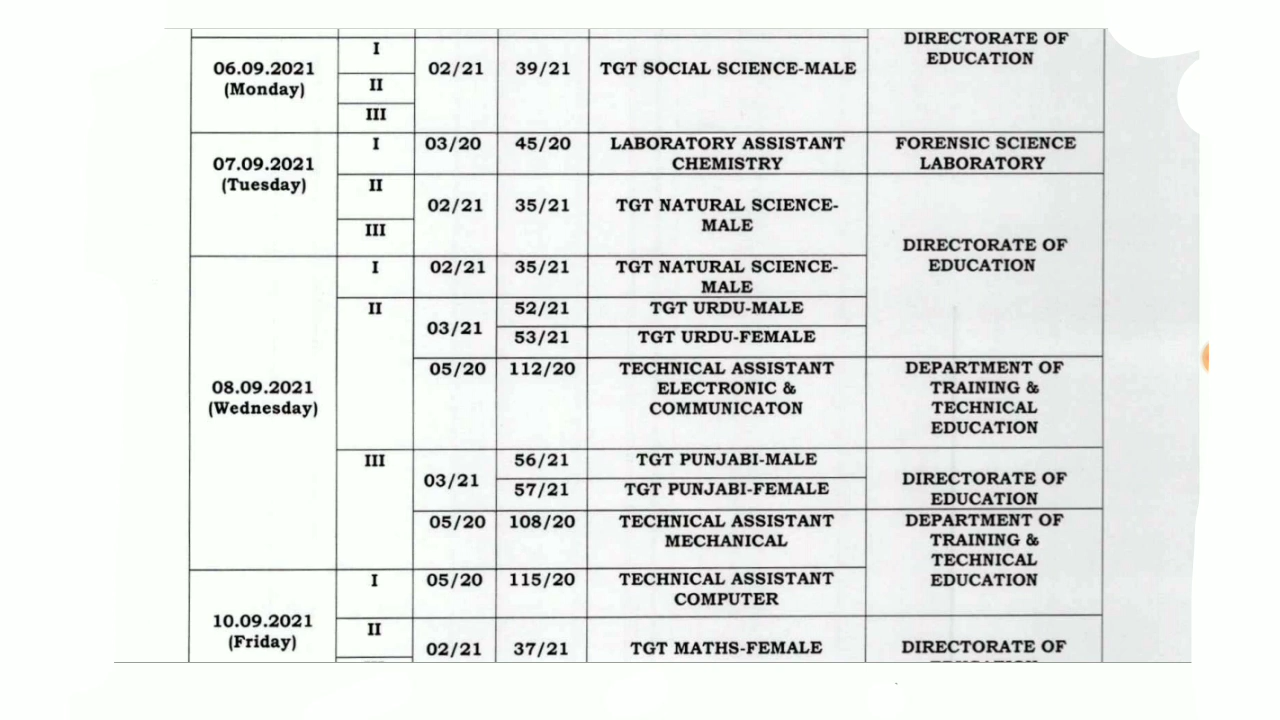 DIRECTORATE OF
EDUCATION
06.09.2021
(Monday)
I
II
III
02/21
39/21
TGT SOCIAL SCIENCE-MALE
07.09.2021
(Tuesday)
I
03/20
45/20
LABORATORY ASSISTANT
CHEMISTRY
FORENSIC SCIENCE
LABORATORY
II
III
02/21
35/21
TGT NATURAL SCIENCE-
MALE
DIRECTORATE OF
EDUCATION
08.09.2021
(Wednesday)
I
02/21
35/21
TGT NATURAL SCIENCE-
MALE
II
03/21
52/21
TGT URDU-MALE
53/21
TGT URDU-FEMALE
05/20
112/20
TECHNICAL ASSISTANT
ELECTRONIC &
COMMUNICATON
DEPARTMENT OF
TRAINING &
TECHNICAL
EDUCATION
III
03/21
56/21
TGT PUNJABI-MALE
57/21
TGT PUNJABI-FEMALE
DIRECTORATE OF
EDUCATION
05/20
108/20
TECHNICAL ASSISTANT
MECHANICAL
DEPARTMENT OF
TRAINING &
TECHNICAL
EDUCATION
10.09.2021
(Friday)
I
05/20
115/20
TECHNICAL ASSISTANT
COMPUTER
II
02/21
37/21
TGT MATHS-FEMALE
DIRECTORATE OF